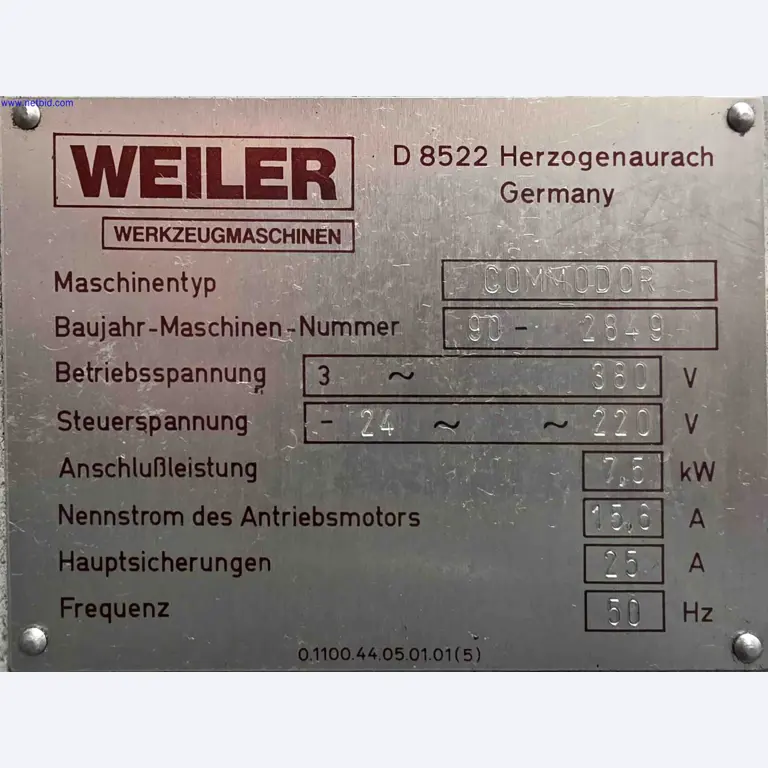 www.netbid.com
WEILER
WERKZEUGMASCHINEN
D 8522 Herzogenaurach
Germany
Maschinentyp COMMODOR
Baujahr-Maschinen-Nummer 90 - 2849
Betriebsspannung 3 ~ 380 V
Steuerspannung - 24 ~ ~ 220 V
Anschlußleistung 7,5 kW
Nennstrom des Antriebsmotors 15,6 A
Hauptsicherungen 25 A
Frequenz 50 Hz
0.1100.44.05.01.01(5)